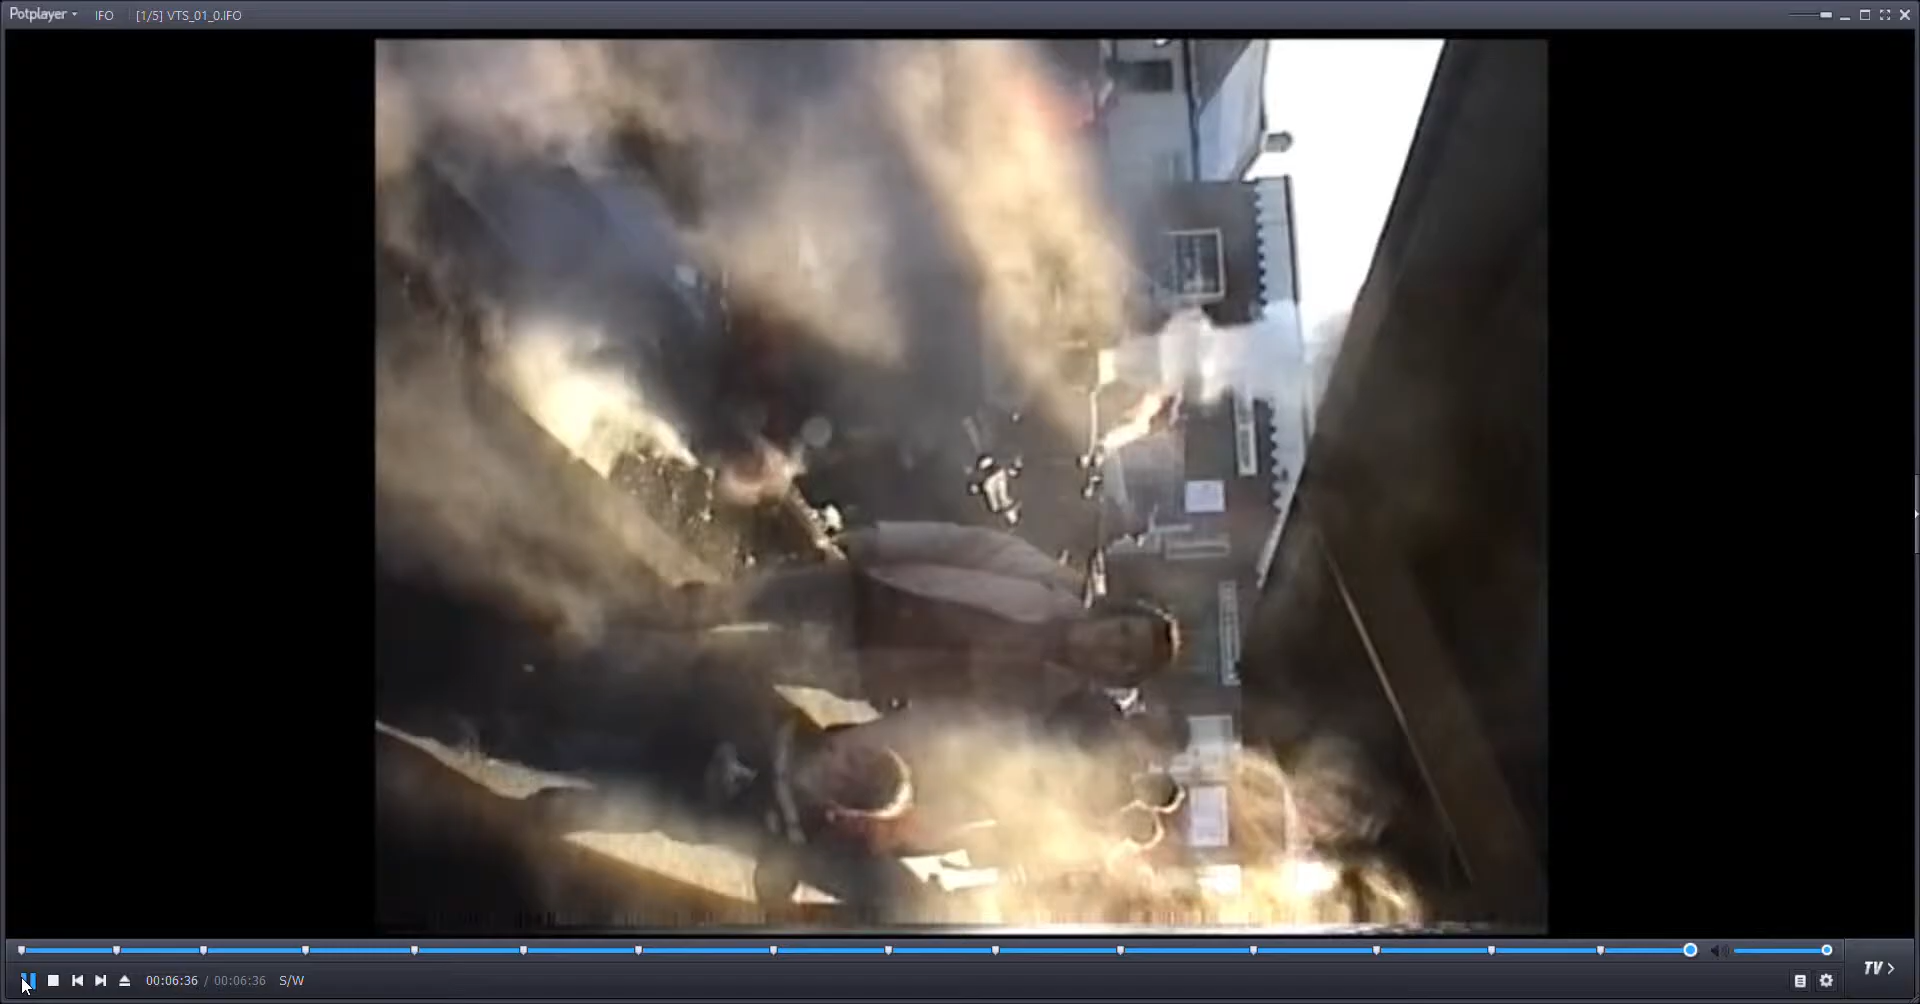 Potplayer IFO [1/5] VTS_01_0.IFO
00:06:36 / 00:06:36 S/W
TV